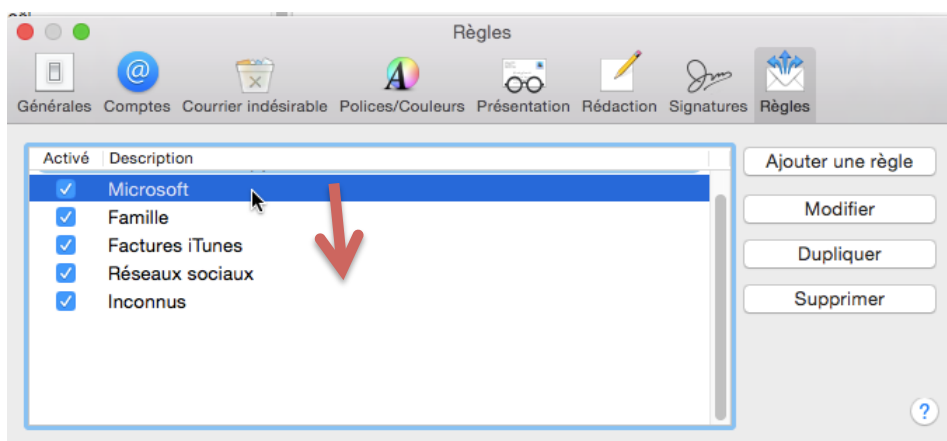 Règles
Générales Comptes Courrier indésirable Polices/Couleurs Présentation Rédaction Signatures Règles
Activé Description
Ajouter une règle
Microsoft
Modifier
Famille
Factures iTunes
Dupliquer
Réseaux sociaux
Inconnus
Supprimer
?